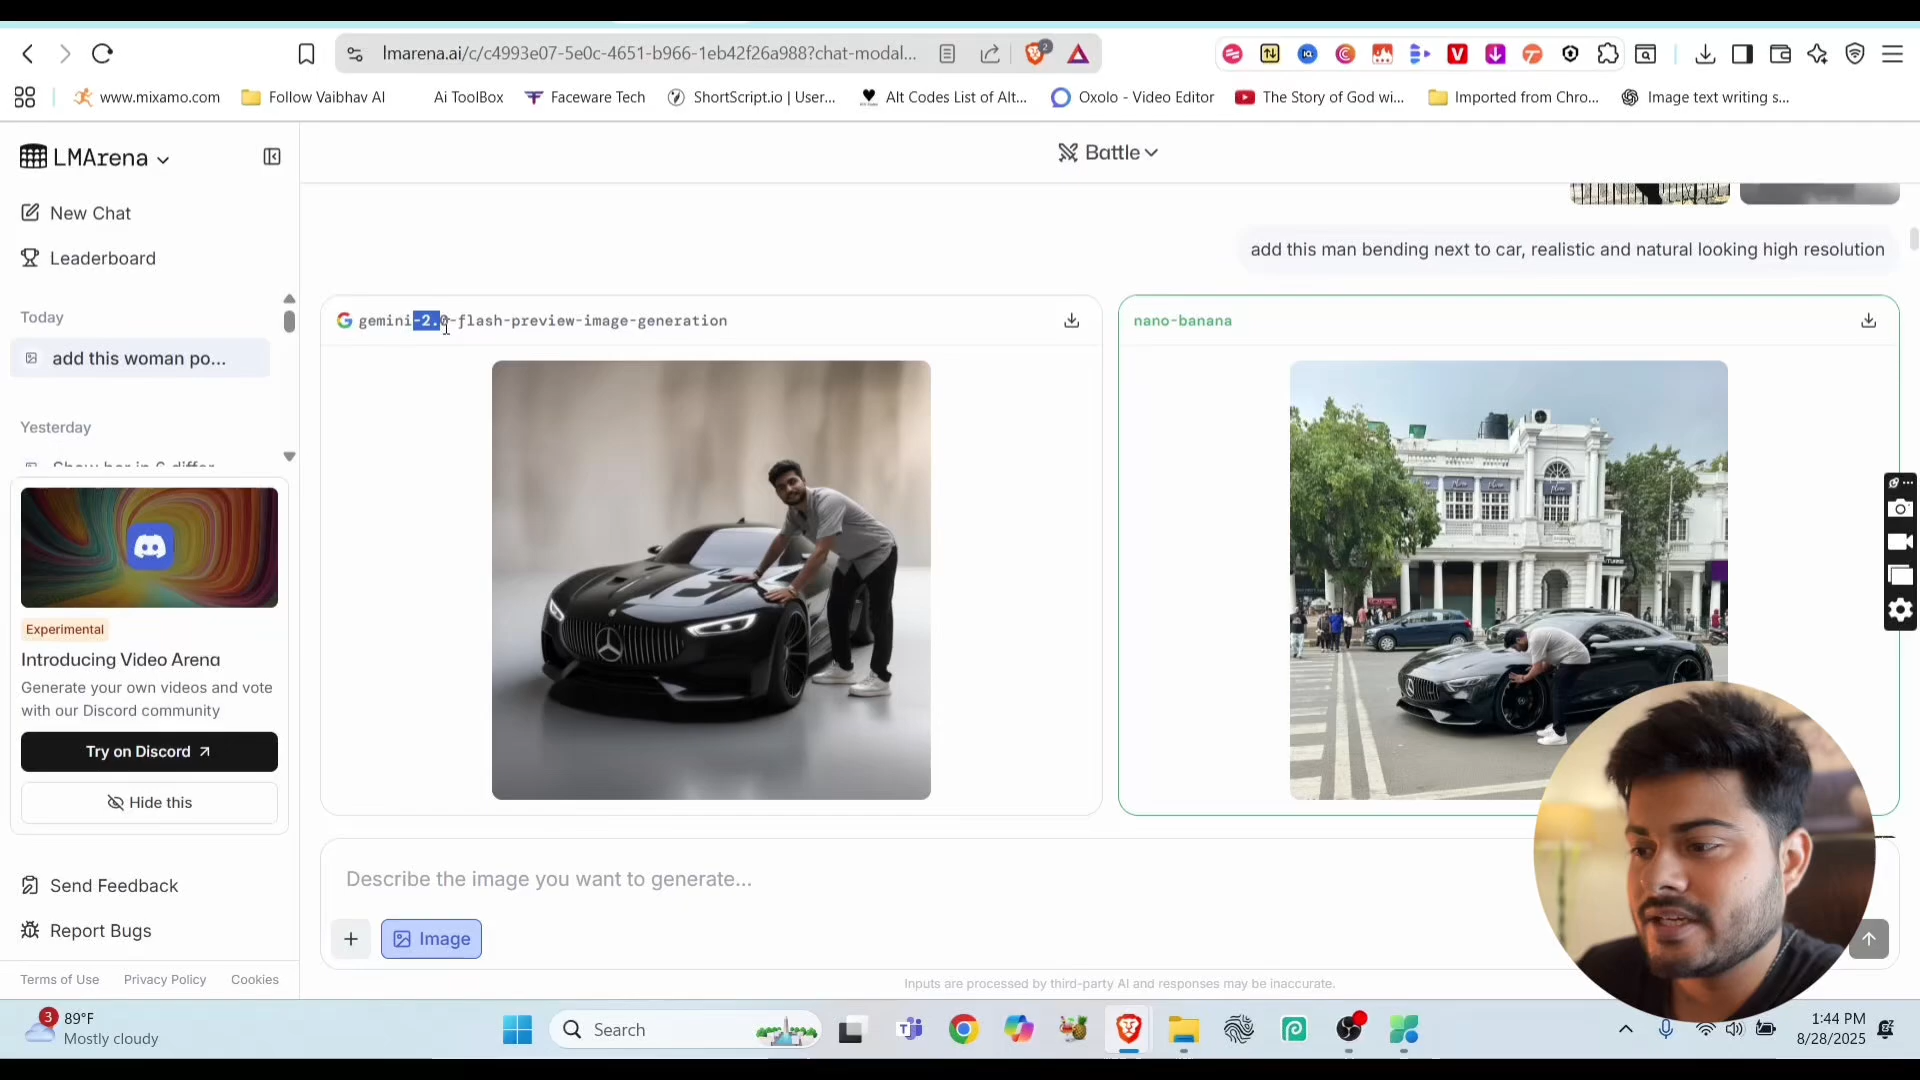 lmarena.ai/c/c4993e07-5e0c-4651-b966-1eb42f26a988?chat-modal...
2
www.mixamo.com
Follow Vaibhav AI
Ai ToolBox
Faceware Tech
ShortScript.io | User...
Alt Codes List of Alt...
Oxolo - Video Editor
The Story of God wi...
Imported from Chro...
Image text writing s...
LMArena
Battle
New Chat
Leaderboard
add this man bending next to car, realistic and natural looking high resolution
Today
gemini-2.0-flash-preview-image-generation
nano-banana
add this woman po...
Yesterday
Show her in 6 differ
Experimental
Introducing Video Arena
Generate your own videos and vote
with our Discord community
Try on Discord
Hide this
Describe the image you want to generate...
Send Feedback
Image
Report Bugs
Terms of Use
Privacy Policy
Cookies
Inputs are processed by third-party AI and responses may be inaccurate.
3
89°F
Mostly cloudy
Search
1:44 PM
8/28/2025